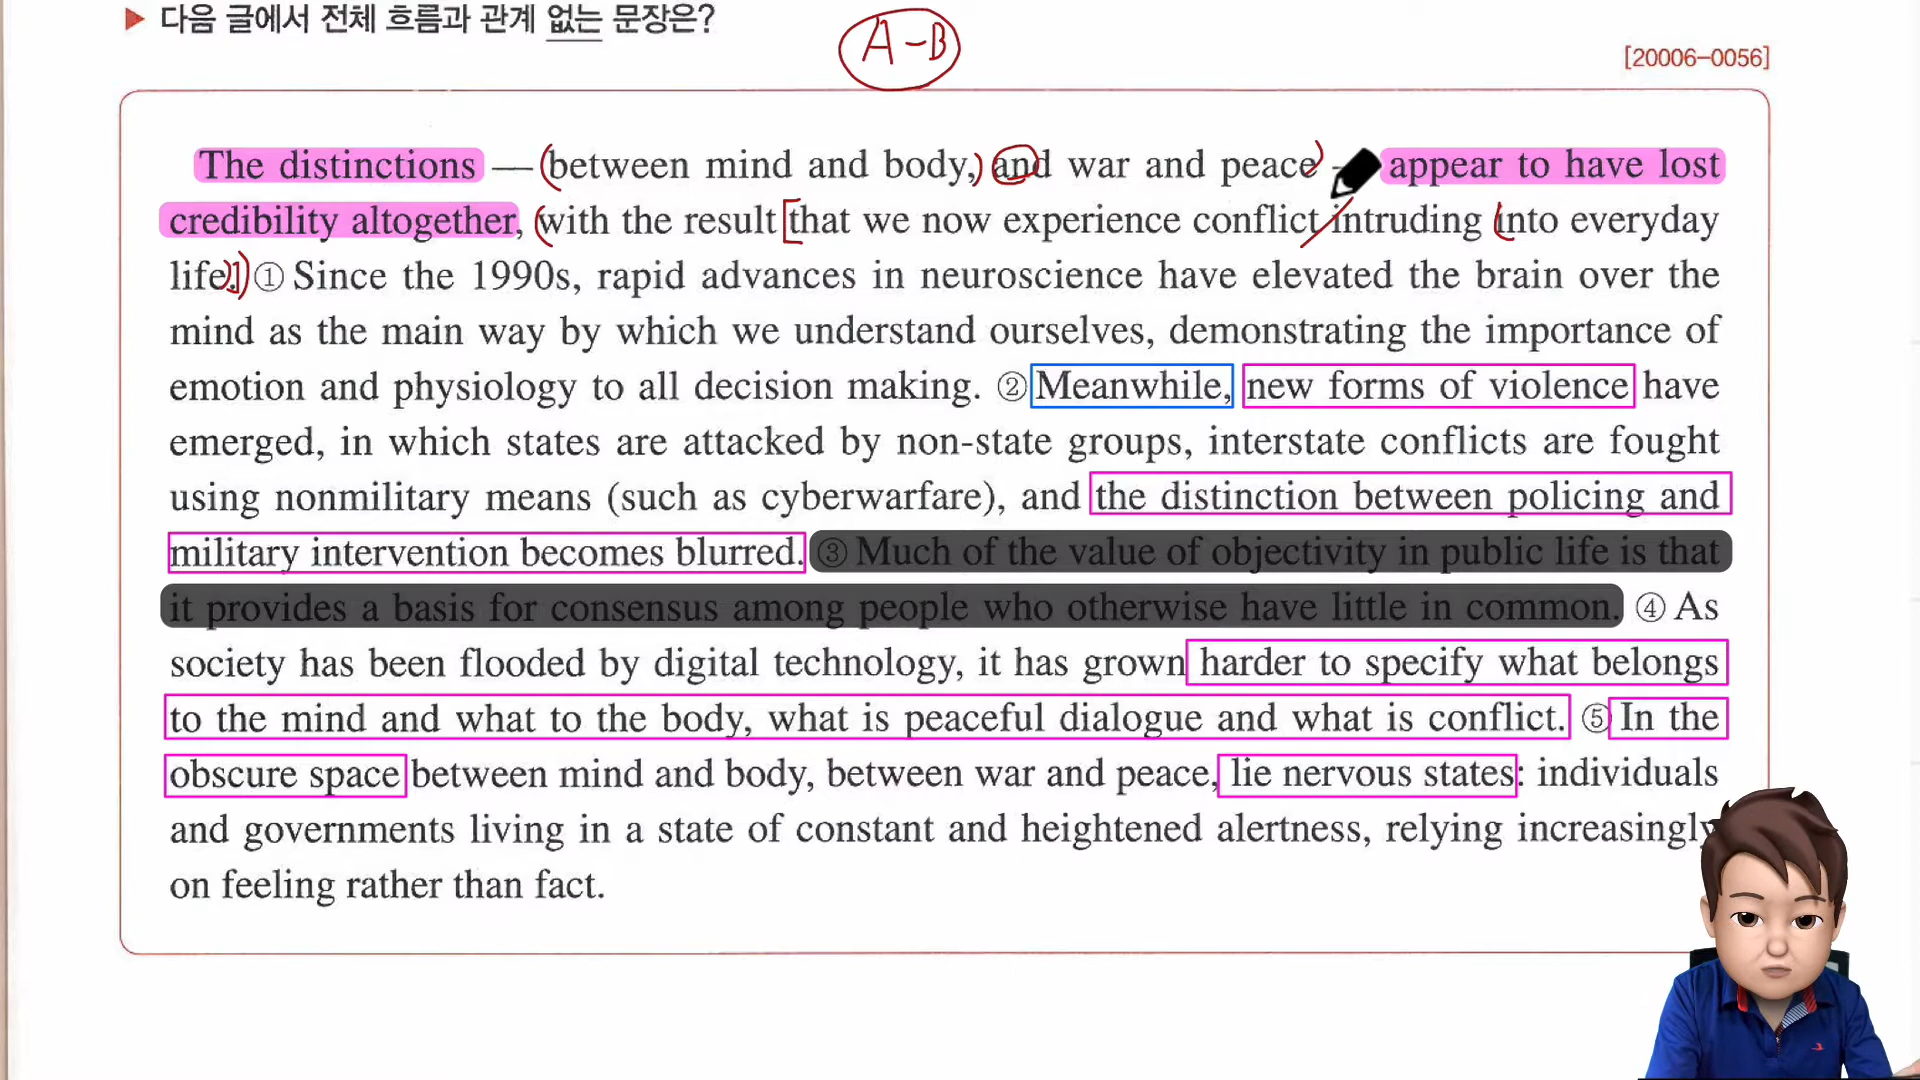 ▶ 다음 글에서 전체 흐름과 관계 없는 문장은?
A-B
[20006-0056]
The distinctions — (between mind and body,) and war and peace) — appear to have lost
credibility altogether, (with the result [that we now experience conflict / intruding (into everyday
life.]) ① Since the 1990s, rapid advances in neuroscience have elevated the brain over the
mind as the main way by which we understand ourselves, demonstrating the importance of
emotion and physiology to all decision making. ② Meanwhile, new forms of violence have
emerged, in which states are attacked by non-state groups, interstate conflicts are fought
using nonmilitary means (such as cyberwarfare), and the distinction between policing and
military intervention becomes blurred. ③ Much of the value of objectivity in public life is that
it provides a basis for consensus among people who otherwise have little in common. ④ As
society has been flooded by digital technology, it has grown harder to specify what belongs
to the mind and what to the body, what is peaceful dialogue and what is conflict. ⑤ In the
obscure space between mind and body, between war and peace, lie nervous states: individuals
and governments living in a state of constant and heightened alertness, relying increasingly
on feeling rather than fact.